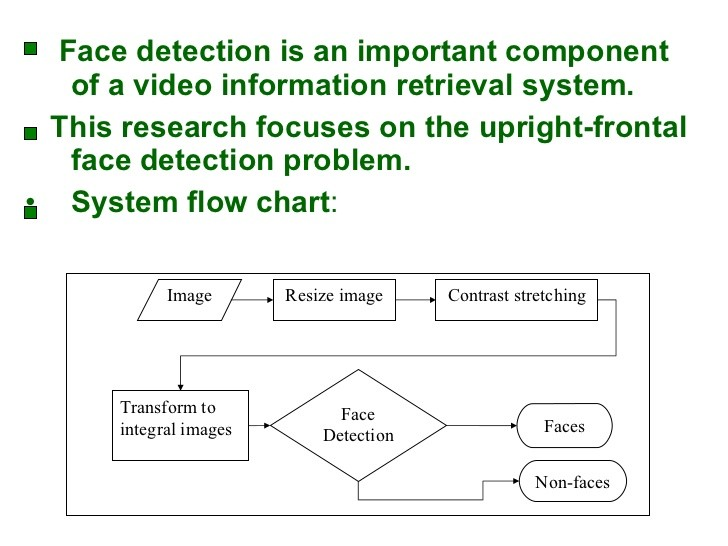 Face detection is an important component
of a video information retrieval system.
This research focuses on the upright-frontal
face detection problem.
System flow chart:
Image
Resize image
Contrast stretching
Transform to
integral images
Face
Detection
Faces
Non-faces